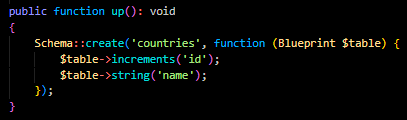 public function up(): void
{
    Schema::create('countries', function (Blueprint $table) {
        $table->increments('id');
        $table->string('name');
    });
}